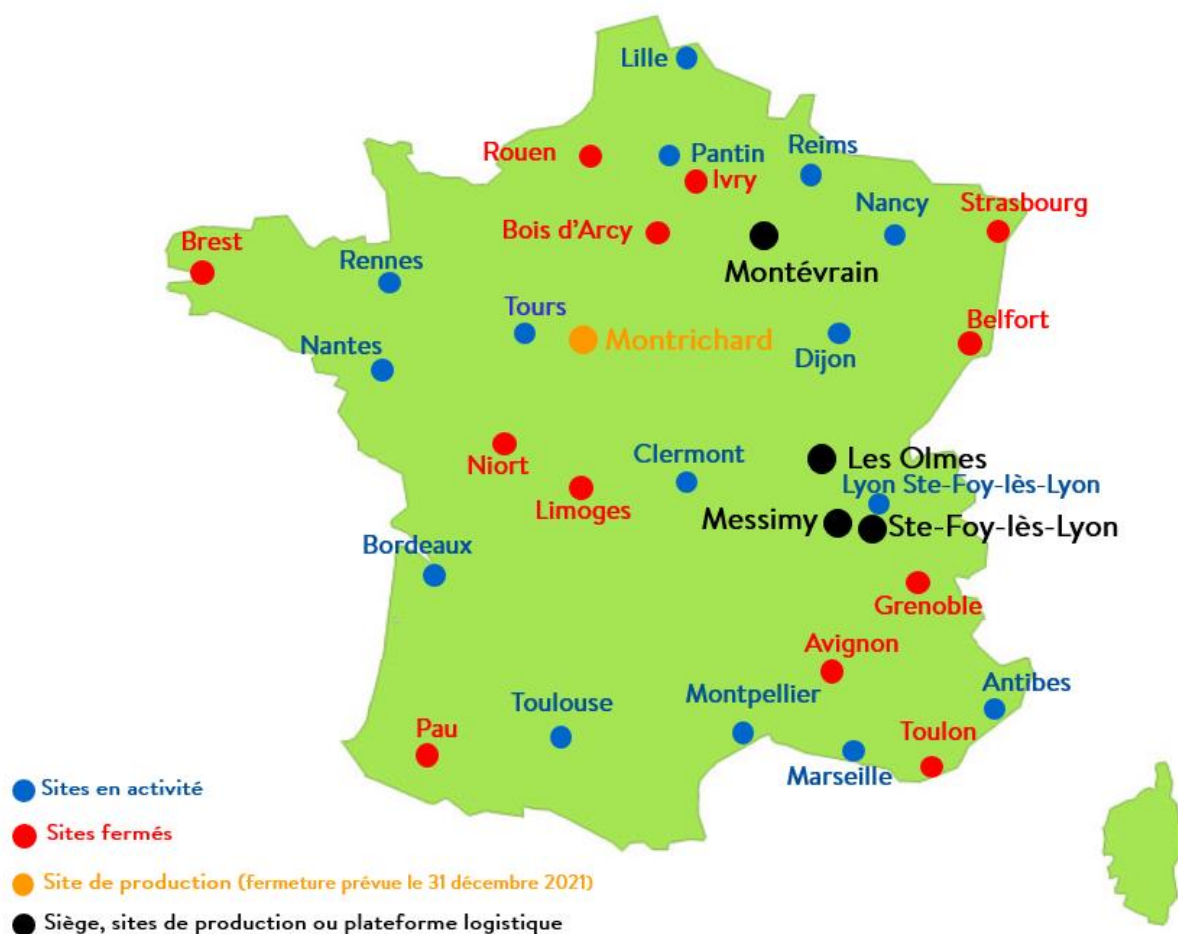 Lille
Rouen
Pantin
Reims
Ivry
Nancy
Strasbourg
Bois d'Arcy
Brest
Rennes
Montévrain
Tours
Belfort
Montrichard
Nantes
Dijon
Clermont
Les Olmes
Niort
Lyon Ste-Foy-lès-Lyon
Limoges
Messimy
Ste-Foy-lès-Lyon
Bordeaux
Grenoble
Avignon
Antibes
Montpellier
Toulouse
Pau
Toulon
Marseille
Sites en activité
Sites fermés
Site de production (fermeture prévue le 31 décembre 2021)
Siège, sites de production ou plateforme logistique